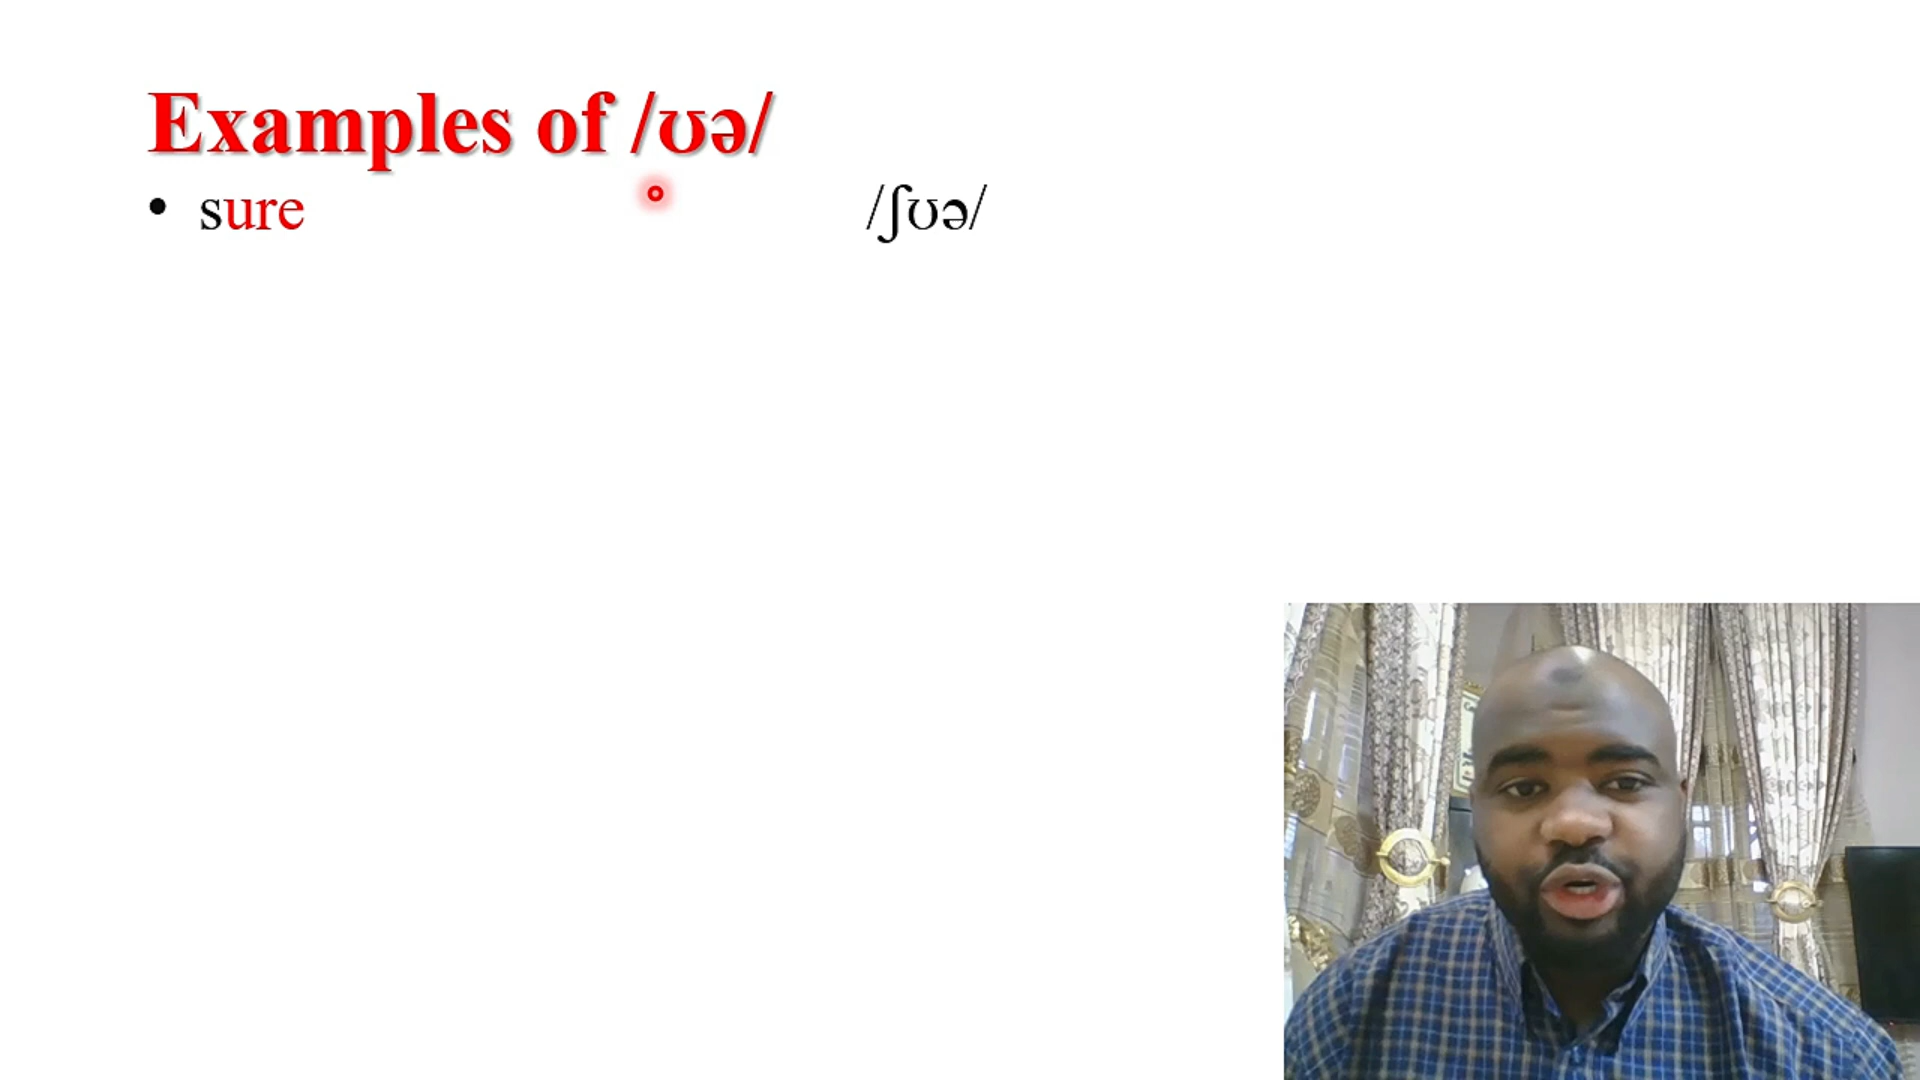 Examples of /ʊə/
• sure /ʃʊə/